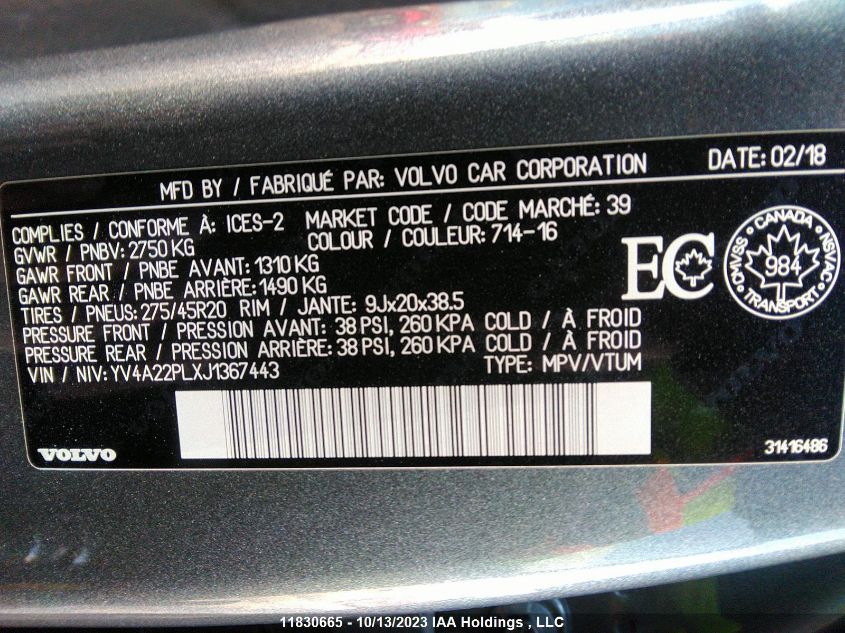 MFD BY / FABRIQUÉ PAR: VOLVO CAR CORPORATION DATE: 02/18
COMPLIES / CONFORME À: ICES-2 MARKET CODE / CODE MARCHÉ: 39
GVWR / PNBV: 2750 KG COLOUR / COULEUR: 714-16
GAWR FRONT / PNBE AVANT: 1310 KG
GAWR REAR / PNBE ARRIÈRE: 1490 KG
TIRES / PNEUS: 275/45R20 RIM / JANTE: 9Jx20x38.5
PRESSURE FRONT / PRESSION AVANT: 38 PSI, 260 KPA COLD / À FROID
PRESSURE REAR / PRESSION ARRIÈRE: 38 PSI, 260 KPA COLD / À FROID
VIN / NIV: YV4A22PLXJ1367443 TYPE: MPV/VTUM
EC
CANADA
CMVSS NSVAC
984
TRANSPORT
VOLVO 31416486
11830665 - 10/13/2023 IAA Holdings , LLC